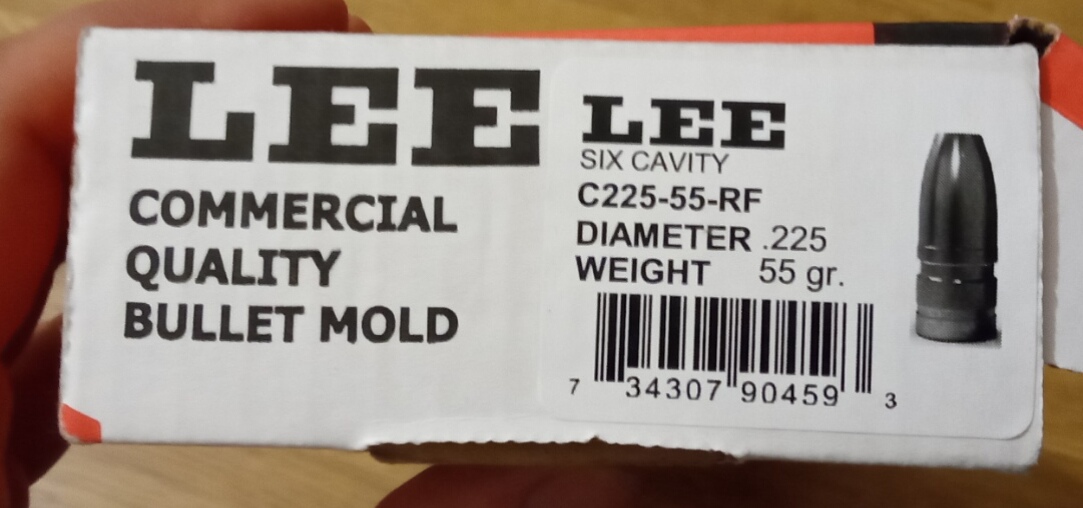 LEE
COMMERCIAL
QUALITY
BULLET MOLD
LEE
SIX CAVITY
C225-55-RF
DIAMETER .225
WEIGHT 55 gr.
7 34307 90459 3